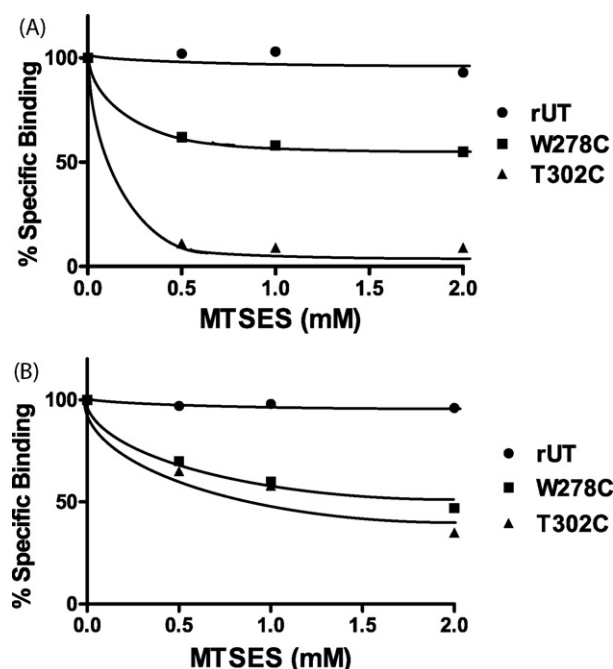 (A)
% Specific Binding
100
50
0
0.0 0.5 1.0 1.5 2.0
MTSES (mM)
rUT
W278C
T302C
(B)
% Specific Binding
100
50
0
0.0 0.5 1.0 1.5 2.0
MTSES (mM)
rUT
W278C
T302C